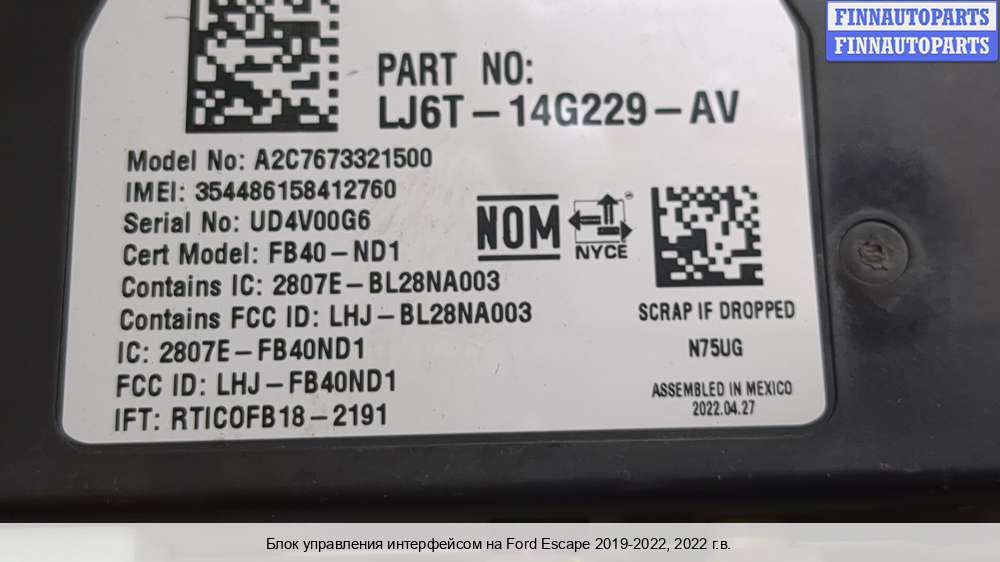 FINNAUTOPARTS
FINNAUTOPARTS
PART NO:
LJ6T-14G229-AV
Model No: A2C7673321500
IMEI: 354486158412760
Serial No: UD4V00G6
Cert Model: FB40-ND1
Contains IC: 2807E-BL28NA003
Contains FCC ID: LHJ-BL28NA003
IC: 2807E-FB40ND1
FCC ID: LHJ-FB40ND1
IFT: RTICOFB18-2191
NOM
NYCE
SCRAP IF DROPPED
N75UG
ASSEMBLED IN MEXICO
2022.04.27
Блок управления интерфейсом на Ford Escape 2019-2022, 2022 г.в.